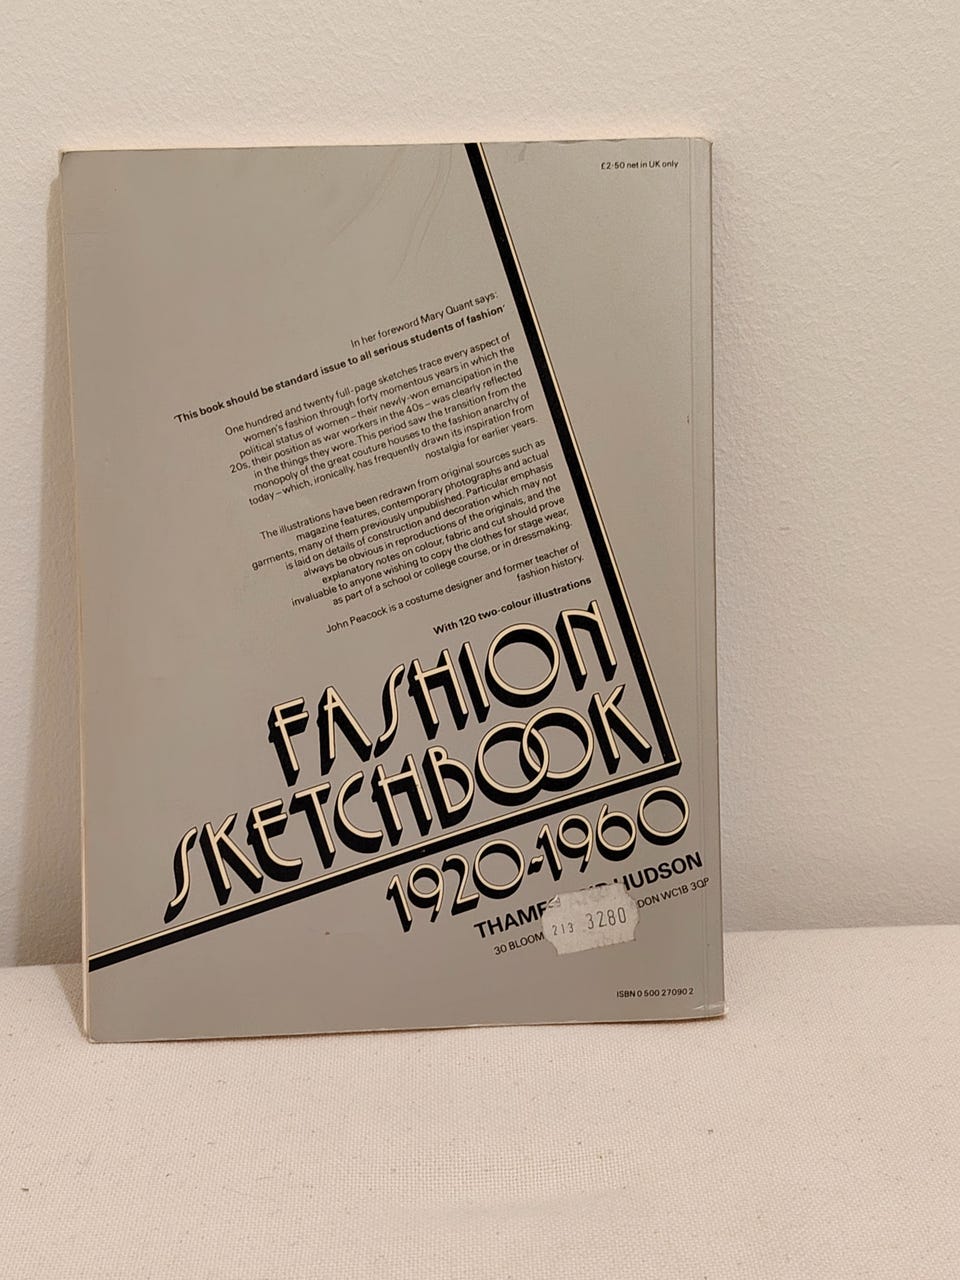 £2·50 net in UK only
In her foreword Mary Quant says:
'This book should be standard issue to all serious students of fashion'
One hundred and twenty full-page sketches trace every aspect of
women's fashion through forty momentous years in which the
political status of women – their newly-won emancipation in the
20s, their position as war workers in the 40s – was clearly reflected
in the things they wore. This period saw the transition from the
monopoly of the great couture houses to the fashion anarchy of
today – which, ironically, has frequently drawn its inspiration from
nostalgia for earlier years.
The illustrations have been redrawn from original sources such as
magazine features, contemporary photographs and actual
garments, many of them previously unpublished. Particular emphasis
is laid on details of construction and decoration which may not
always be obvious in reproductions of the originals, and the
explanatory notes on colour, fabric and cut should prove
invaluable to anyone wishing to copy the clothes for stage wear,
as part of a school or college course, or in dressmaking.
John Peacock is a costume designer and former teacher of
fashion history.
With 120 two-colour illustrations
FASHION
SKETCHBOOK
1920-1960
THAMES HUDSON
30 BLOOM DON WC1B 3QP
213 3280
ISBN 0 500 27090 2